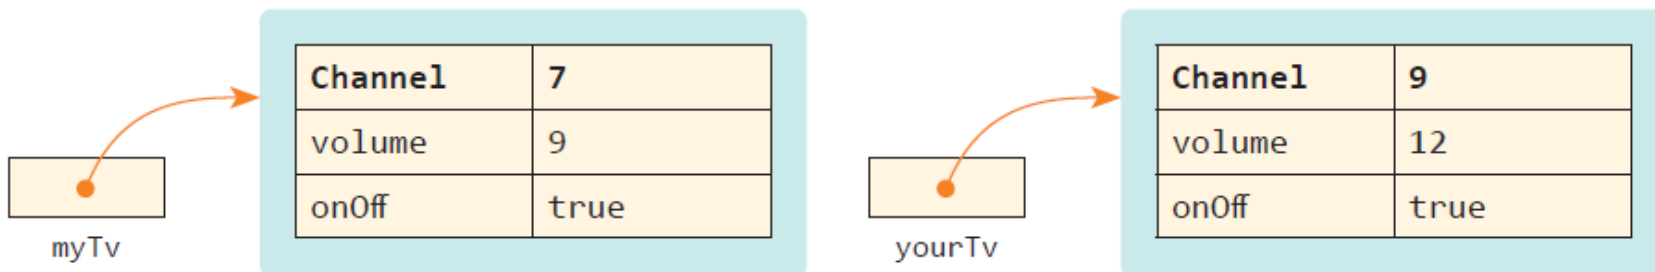 Channel 7
volume 9
onOff true
myTv
Channel 9
volume 12
onOff true
yourTv